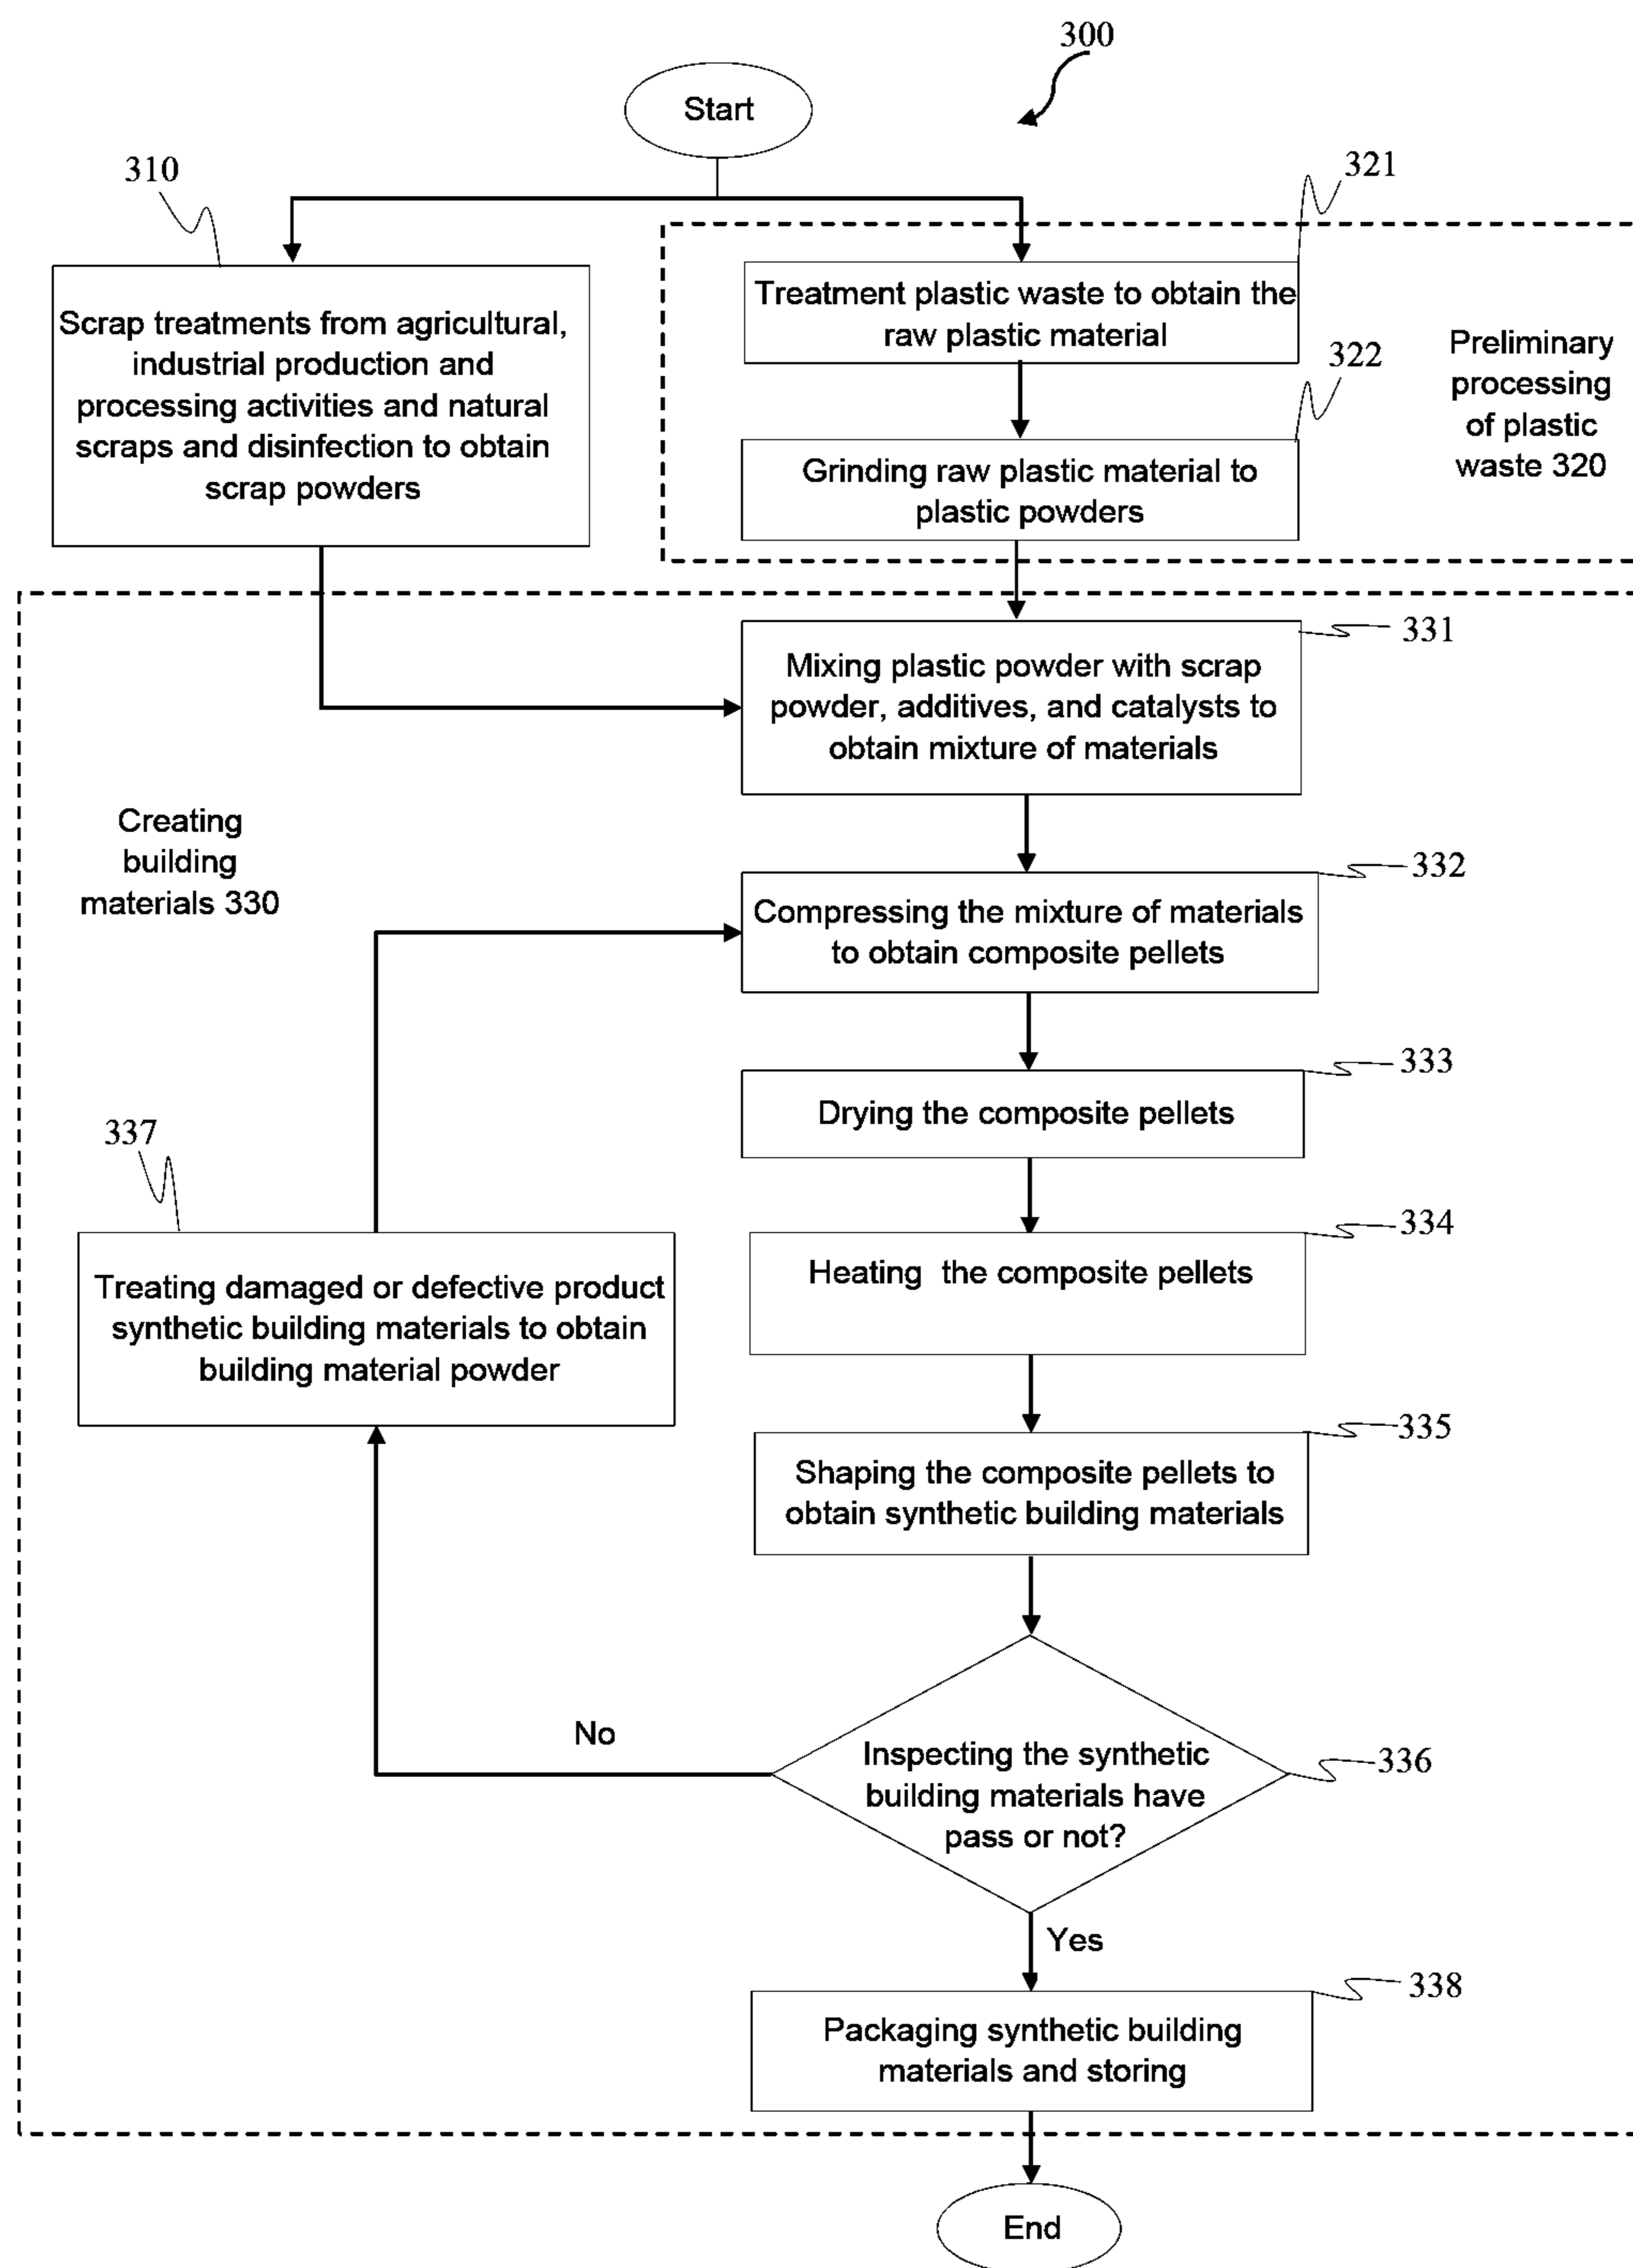 300
Start
310
321
Scrap treatments from agricultural,
industrial production and
processing activities and natural
scraps and disinfection to obtain
scrap powders
Treatment plastic waste to obtain the
raw plastic material
322
Grinding raw plastic material to
plastic powders
Preliminary
processing
of plastic
waste 320
331
Mixing plastic powder with scrap
powder, additives, and catalysts to
obtain mixture of materials
Creating
building
materials 330
332
Compressing the mixture of materials
to obtain composite pellets
333
Drying the composite pellets
337
Treating damaged or defective product
synthetic building materials to obtain
building material powder
334
Heating  the composite pellets
335
Shaping the composite pellets to
obtain synthetic building materials
No
336
Inspecting the synthetic
building materials have
pass or not?
Yes
338
Packaging synthetic building
materials and storing
End